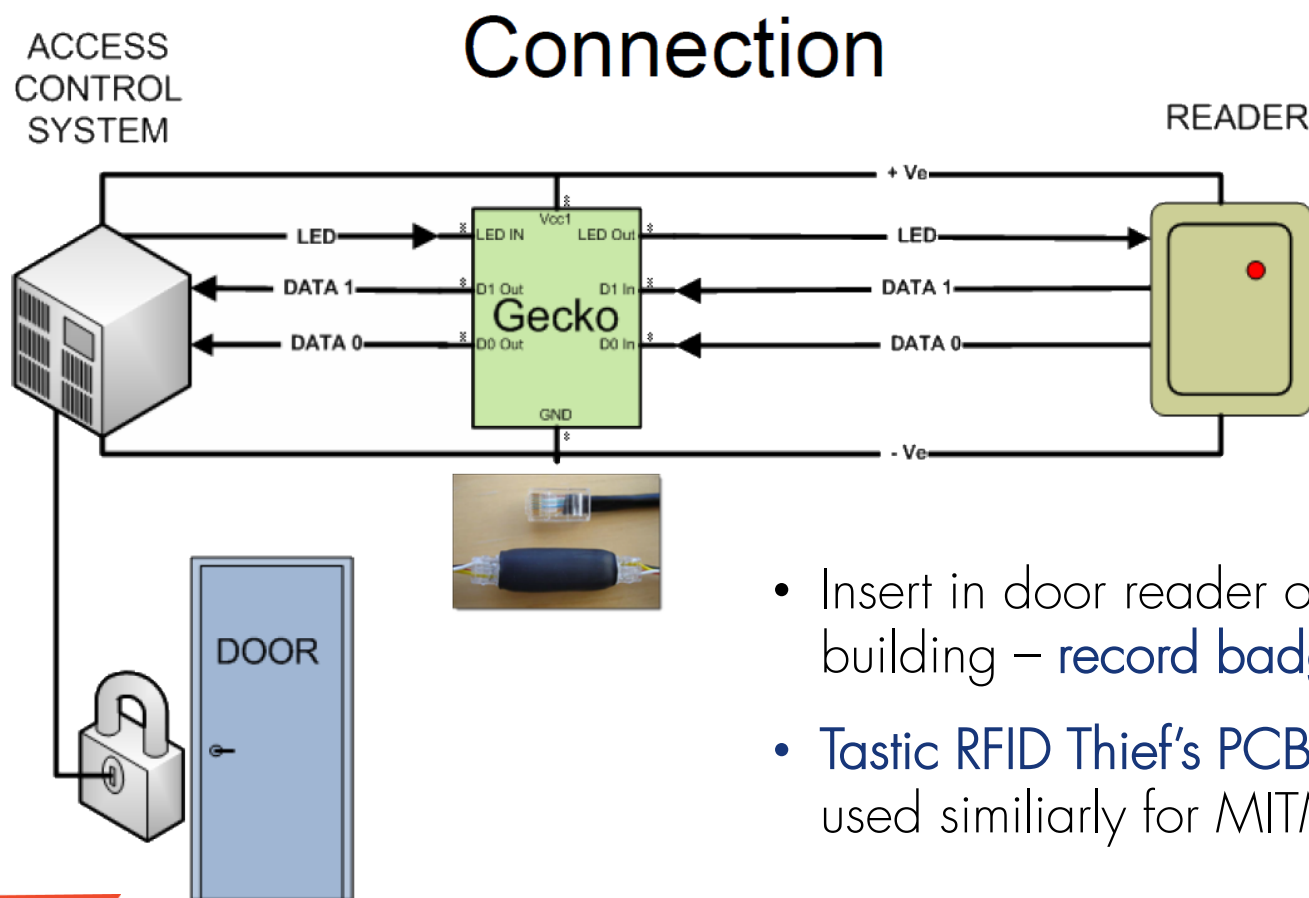 Connection
ACCESS
CONTROL
SYSTEM
READER
+ Ve
Vcc1
LED
LED IN
LED Out
LED
DATA 1
D1 Out
D1 In
DATA 1
Gecko
DATA 0
D0 Out
D0 In
DATA 0
GND
- Ve
DOOR
• Insert in door reader
building – record
• Tastic RFID Thief's PCB
used similiarly for